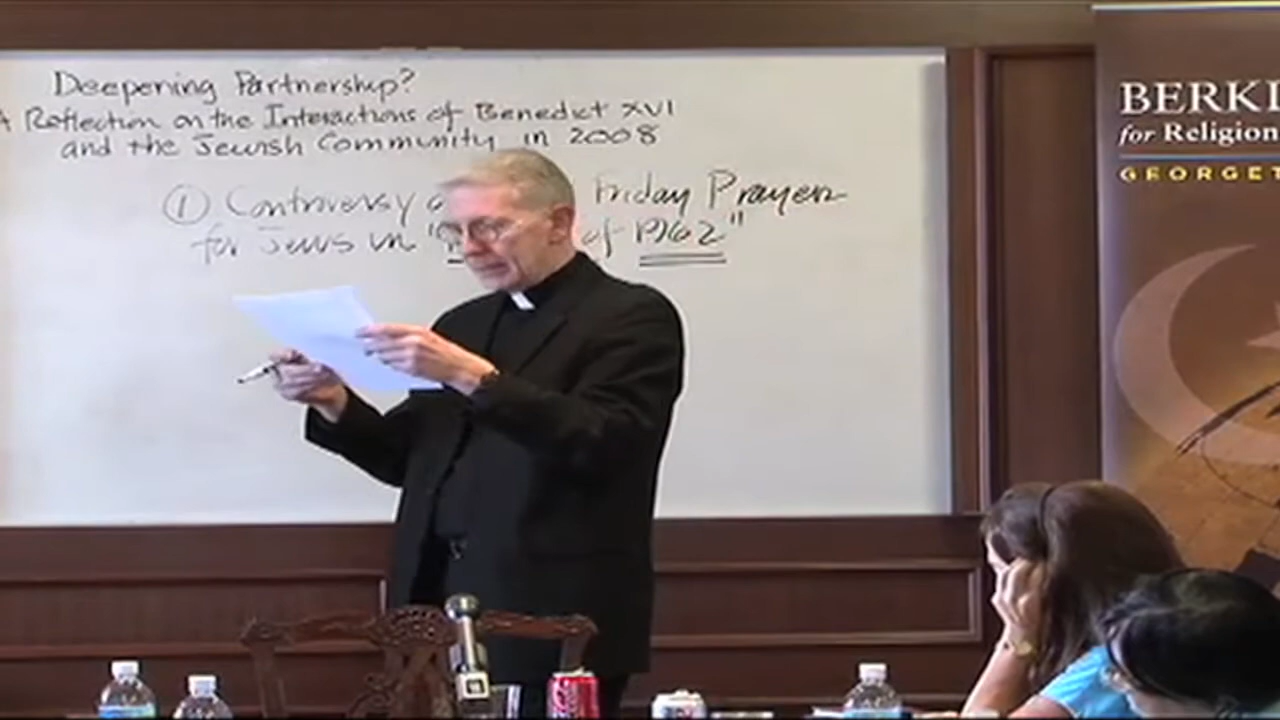 Deepening Partnership?
A Reflection on the Interactions of Benedict XVI
and the Jewish Community in 2008
① Controversy Friday Prayer
for Jews in " of 1962"
BERKL
for Religion
GEORGET